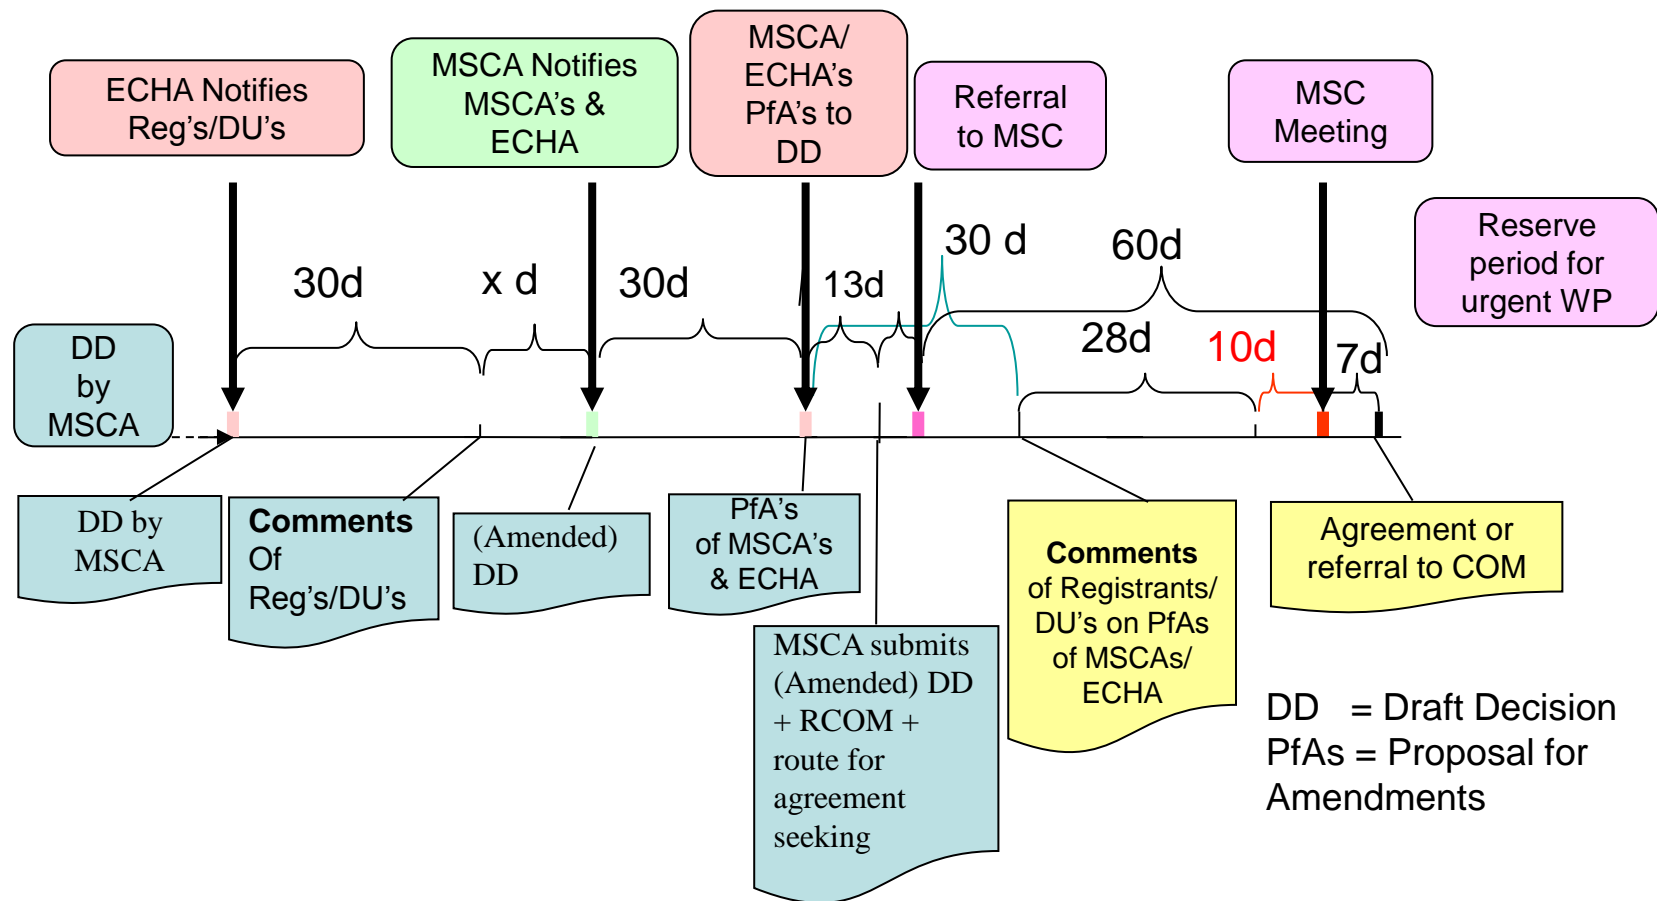 ECHA Notifies
Reg's/DU's
MSCA Notifies
MSCA's &
ECHA
MSCA/
ECHA's
PfA's to
DD
Referral
to MSC
MSC
Meeting
Reserve
period for
urgent WP
30d
x d
30d
13d
30 d
60d
28d
10d
7d
DD
by
MSCA
DD by
MSCA
Comments
Of
Reg's/DU's
(Amended)
DD
PfA's
of MSCA's
& ECHA
MSCA submits
(Amended) DD
+ RCOM +
route for
agreement
seeking
Comments
of Registrants/
DU's on PfAs
of MSCAs/
ECHA
Agreement or
referral to COM
DD = Draft Decision
PfAs = Proposal for
Amendments